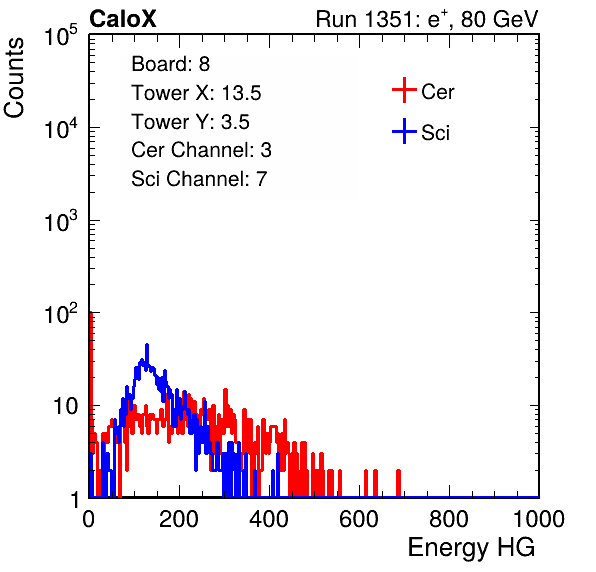 CaloX Run 1351: e⁺, 80 GeV
Counts
10⁵
10⁴
10³
10²
10
1
Board: 8
Tower X: 13.5
Tower Y: 3.5
Cer Channel: 3
Sci Channel: 7
Cer
Sci
0 200 400 600 800 1000
Energy HG